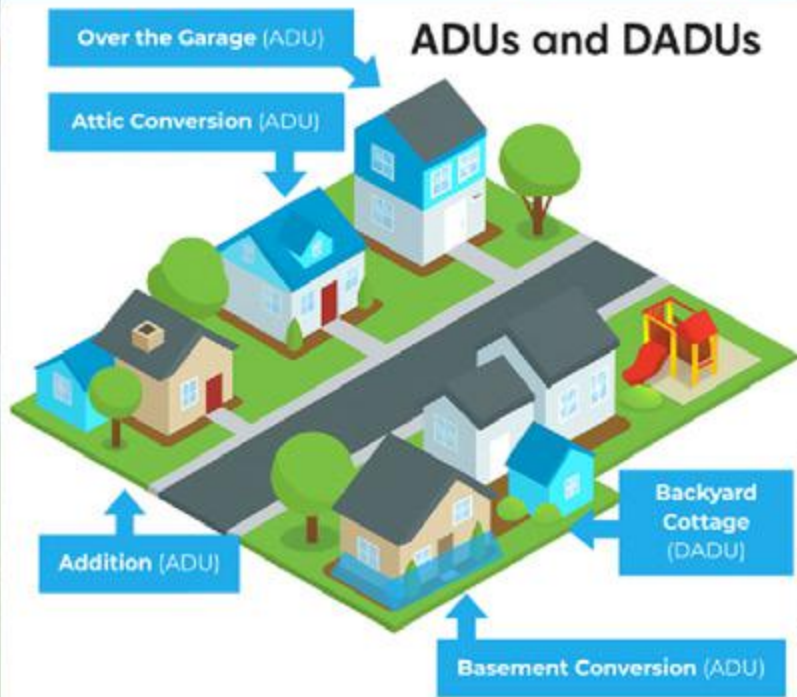 Over the Garage (ADU)
ADUs and DADUs
Attic Conversion (ADU)
Backyard
Cottage
(DADU)
Addition (ADU)
Basement Conversion (ADU)